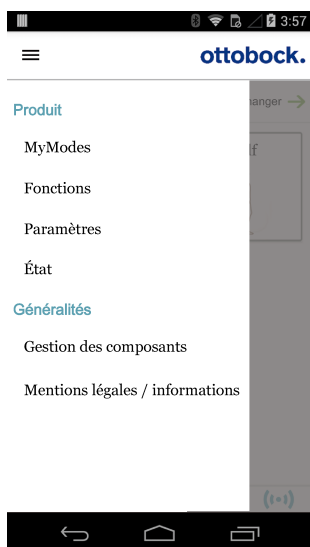 3:57
ottobock.
Produit
MyModes
Fonctions
Paramètres
État
Généralités
Gestion des composants
Mentions légales / informations